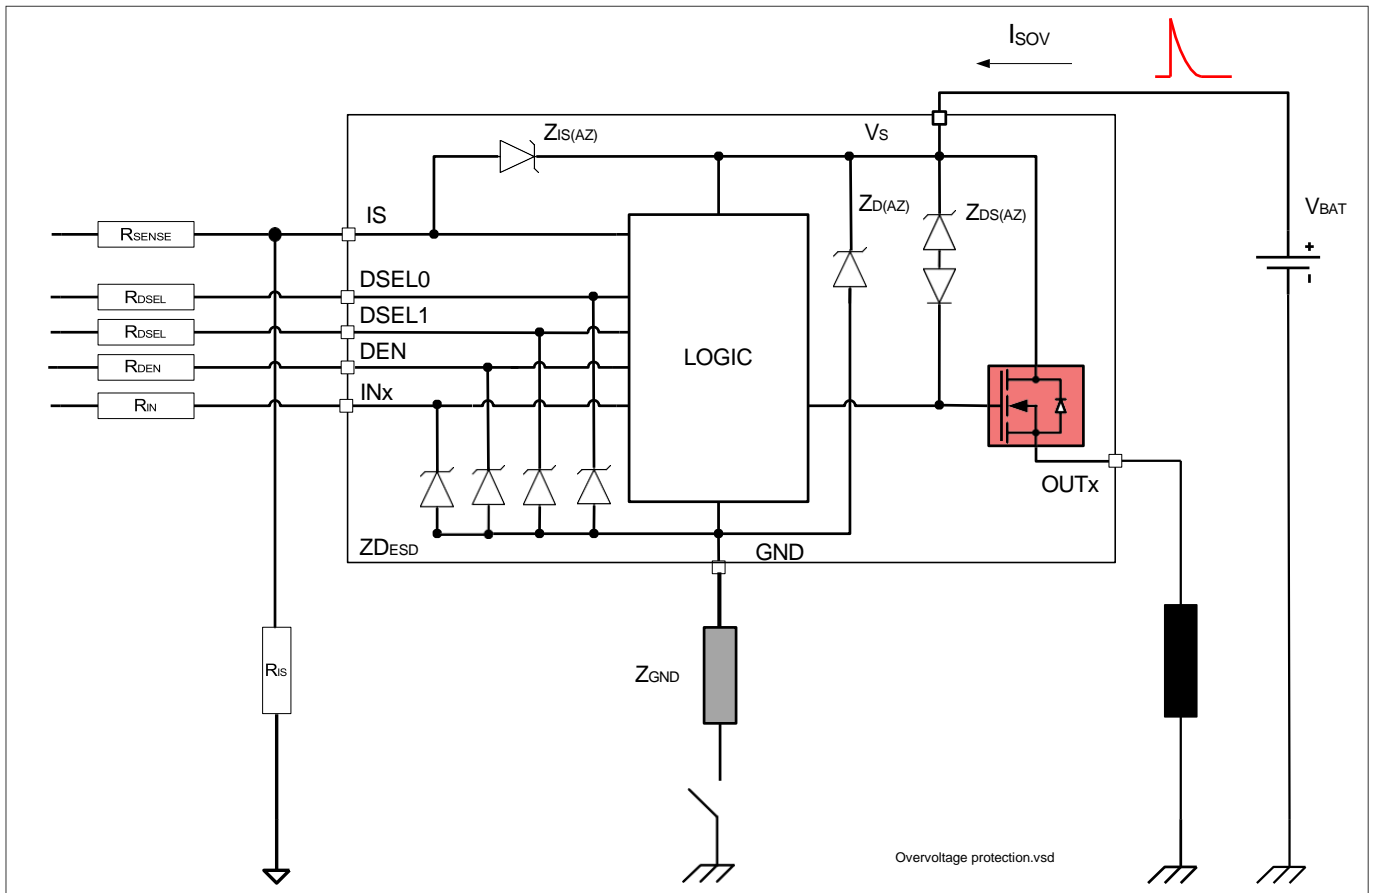 ISOV
ZIS(AZ)
VS
ZD(AZ)
ZDS(AZ)
VBAT
+
-
IS
RSENSE
DSEL0
RDSEL
DSEL1
RDSEL
DEN
RDEN
INx
RIN
LOGIC
OUTx
ZDESD
GND
RIS
ZGND
Overvoltage protection.vsd